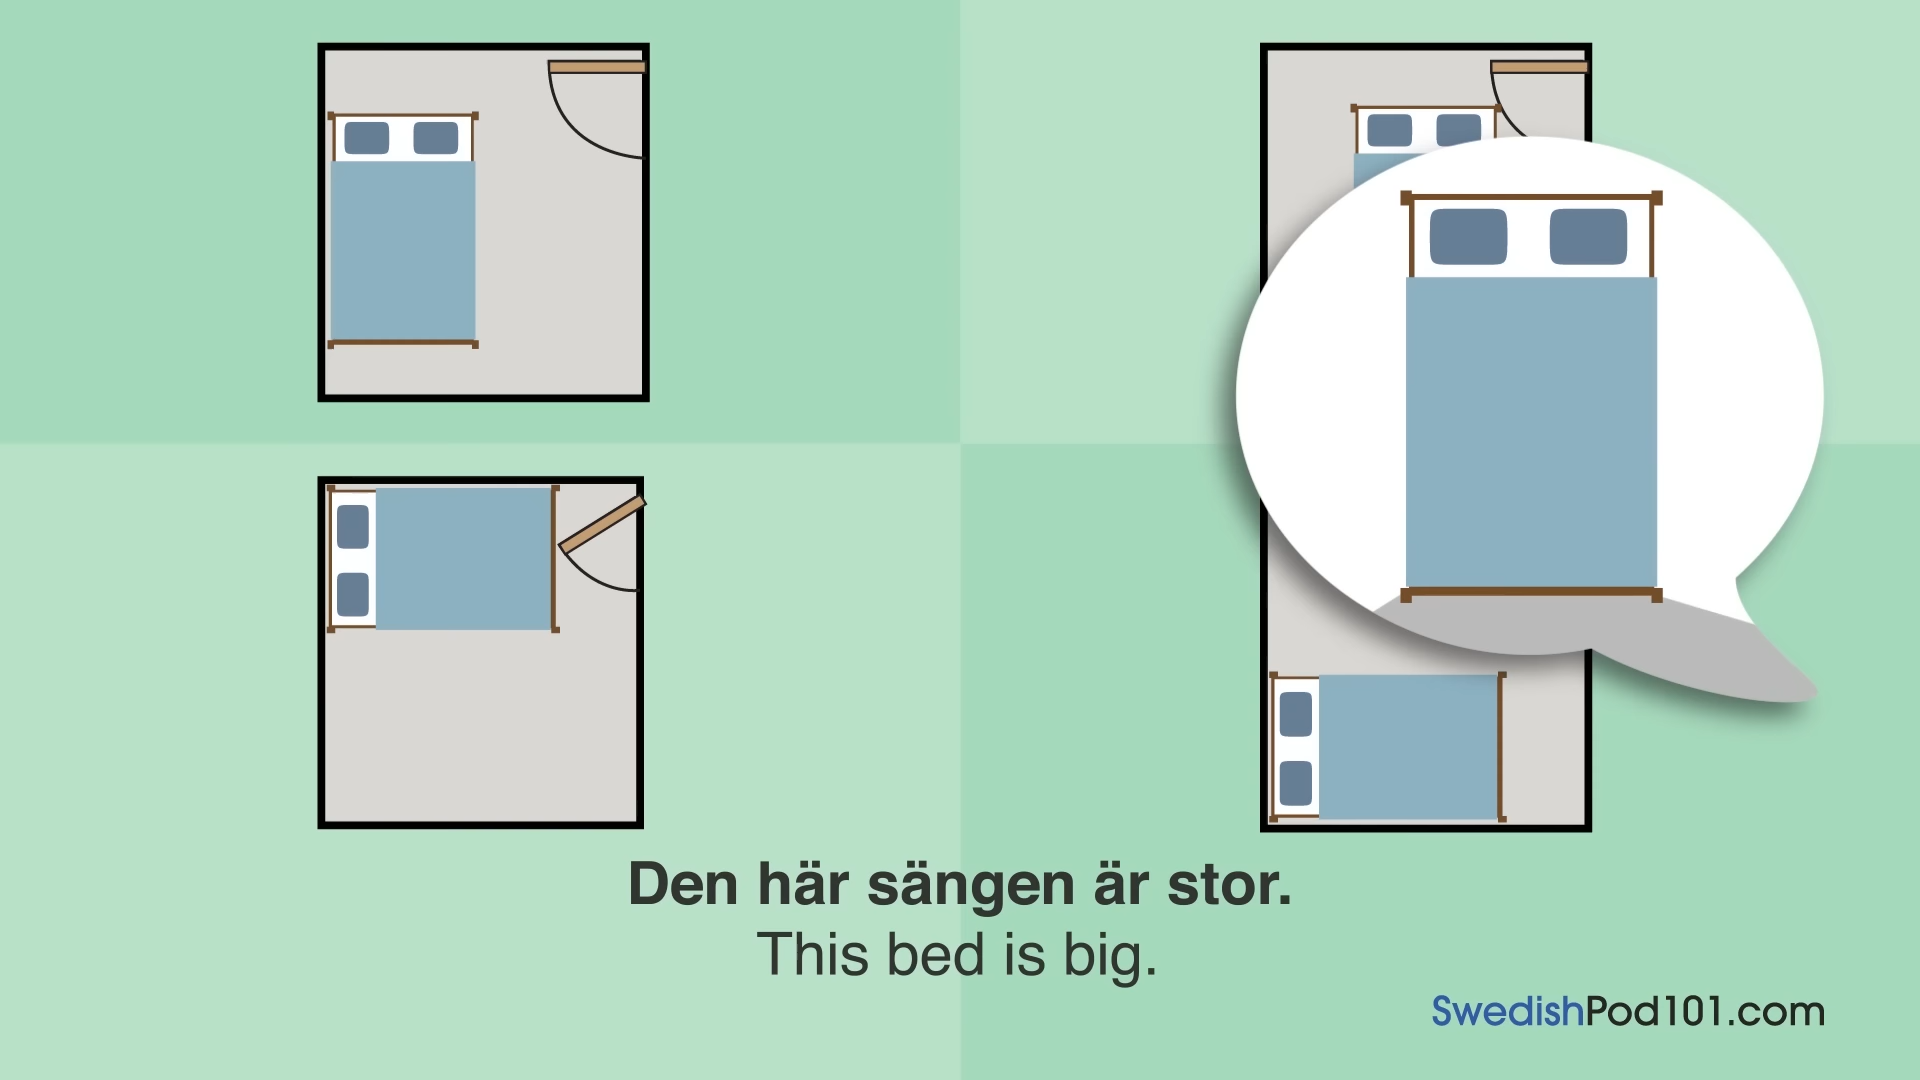 Den här sängen är stor.
This bed is big.
SwedishPod101.com